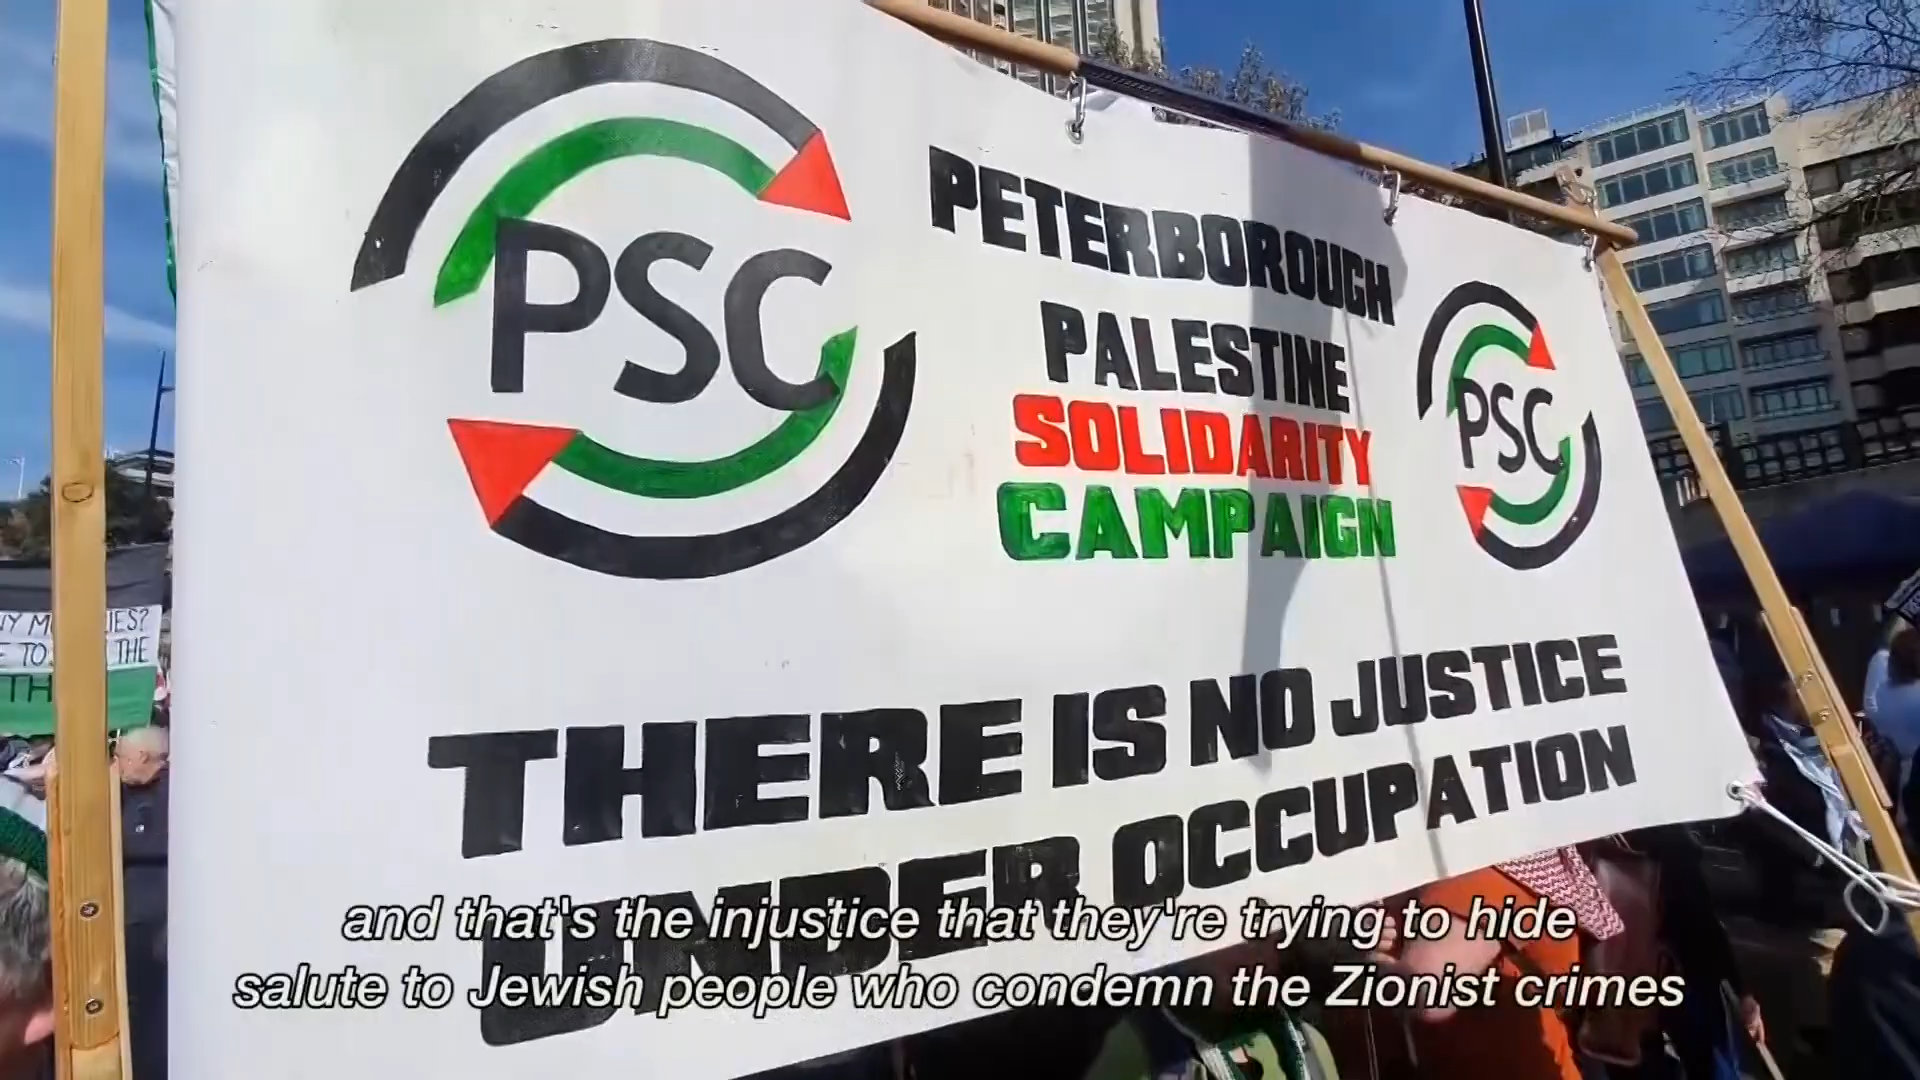 PSC
PETERBOROUGH
PALESTINE
SOLIDARITY
CAMPAIGN
PSC
THERE IS NO JUSTICE
UNDER OCCUPATION
THE
and that's the injustice that they're trying to hide
salute to Jewish people who condemn the Zionist crimes